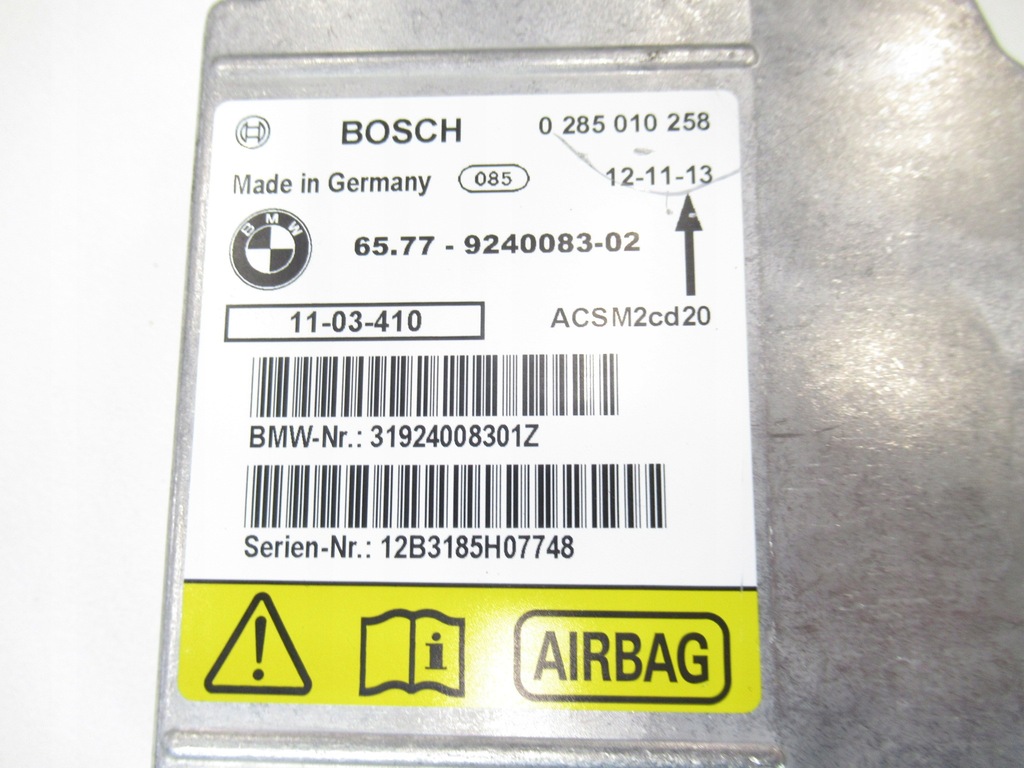 BOSCH 0 285 010 258
Made in Germany 085 12-11-13
BMW 65.77 - 9240083-02
11-03-410 ACSM2cd20
BMW-Nr.: 31924008301Z
Serien-Nr.: 12B3185H07748
i AIRBAG